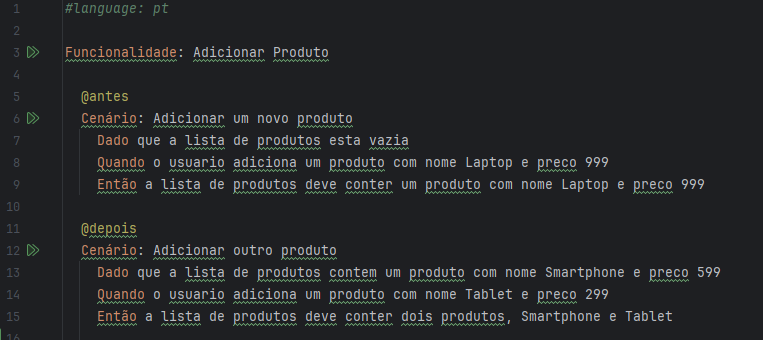 1 #language: pt
2
3 Funcionalidade: Adicionar Produto
4
5 @antes
6 Cenário: Adicionar um novo produto
7 Dado que a lista de produtos esta vazia
8 Quando o usuario adiciona um produto com nome Laptop e preco 999
9 Então a lista de produtos deve conter um produto com nome Laptop e preco 999
10
11 @depois
12 Cenário: Adicionar outro produto
13 Dado que a lista de produtos contem um produto com nome Smartphone e preco 599
14 Quando o usuario adiciona um produto com nome Tablet e preco 299
15 Então a lista de produtos deve conter dois produtos, Smartphone e Tablet
16